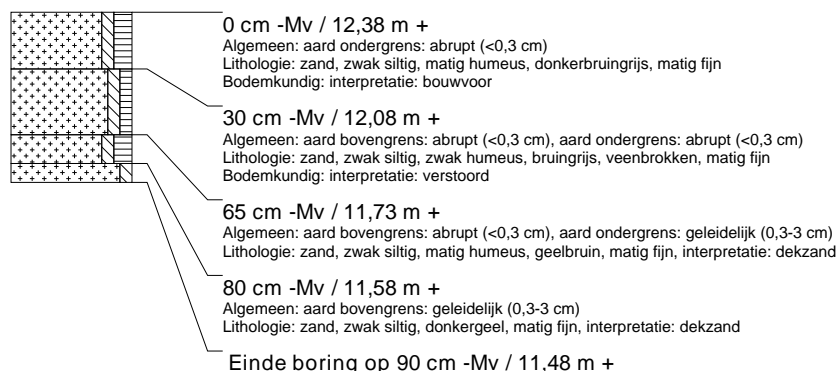 0 cm -Mv / 12,38 m +
Algemeen: aard ondergrens: abrupt (<0,3 cm)
Lithologie: zand, zwak siltig, matig humeus, donkerbruingrijs, matig fijn
Bodemkundig: interpretatie: bouwvoor
30 cm -Mv / 12,08 m +
Algemeen: aard bovengrens: abrupt (<0,3 cm), aard ondergrens: abrupt (<0,3 cm)
Lithologie: zand, zwak siltig, zwak humeus, bruingrijs, veenbrokken, matig fijn
Bodemkundig: interpretatie: verstoord
65 cm -Mv / 11,73 m +
Algemeen: aard bovengrens: abrupt (<0,3 cm), aard ondergrens: geleidelijk (0,3-3 cm)
Lithologie: zand, zwak siltig, matig humeus, geelbruin, matig fijn, interpretatie: dekzand
80 cm -Mv / 11,58 m +
Algemeen: aard bovengrens: geleidelijk (0,3-3 cm)
Lithologie: zand, zwak siltig, donkergeel, matig fijn, interpretatie: dekzand
Einde boring op 90 cm -Mv / 11,48 m +